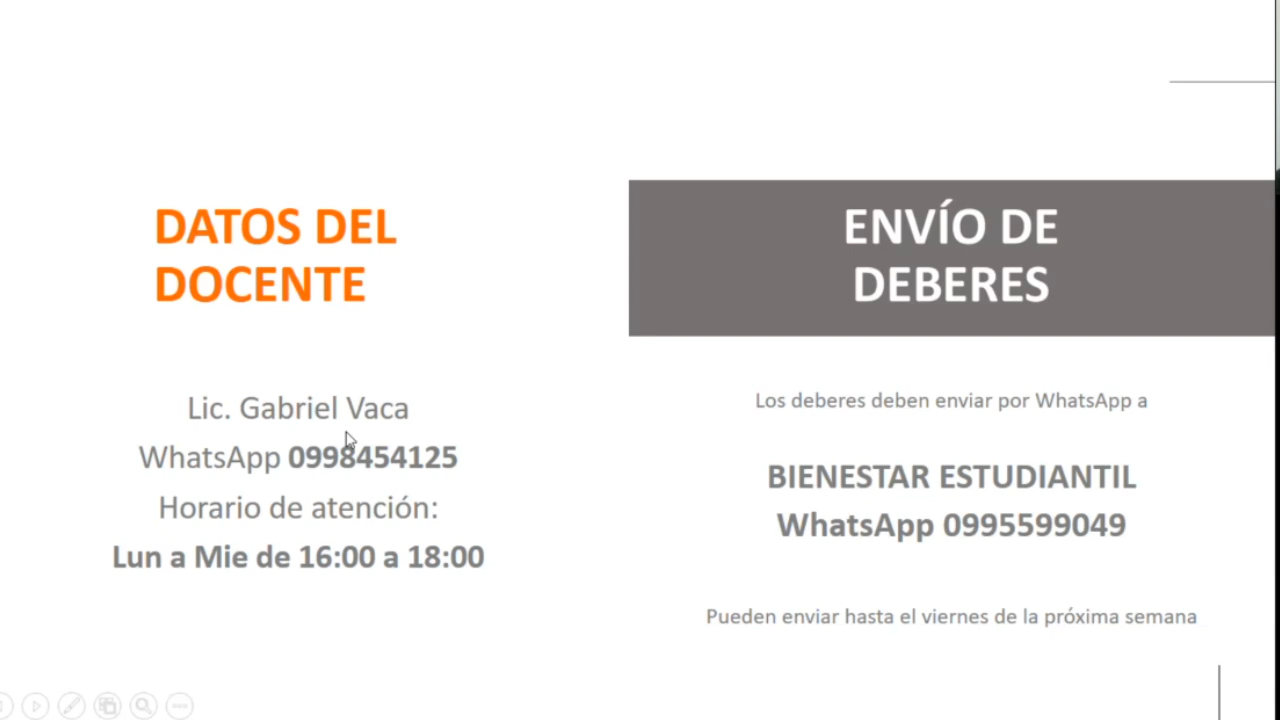 DATOS DEL
DOCENTE
Lic. Gabriel Vaca
WhatsApp 0998454125
Horario de atención:
Lun a Mie de 16:00 a 18:00
ENVÍO DE
DEBERES
Los deberes deben enviar por WhatsApp a
BIENESTAR ESTUDIANTIL
WhatsApp 0995599049
Pueden enviar hasta el viernes de la próxima semana